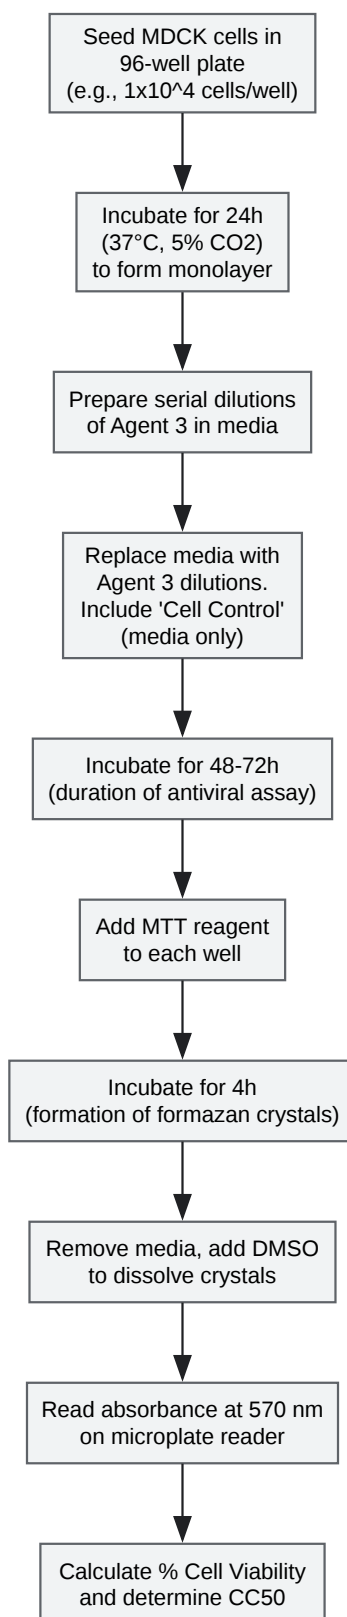 Seed MDCK cells in
96-well plate
(e.g., 1x10^4 cells/well)
Incubate for 24h
(37°C, 5% CO2)
to form monolayer
Prepare serial dilutions
of Agent 3 in media
Replace media with
Agent 3 dilutions.
Include 'Cell Control'
(media only)
Incubate for 48-72h
(duration of antiviral assay)
Add MTT reagent
to each well
Incubate for 4h
(formation of formazan crystals)
Remove media, add DMSO
to dissolve crystals
Read absorbance at 570 nm
on microplate reader
Calculate % Cell Viability
and determine CC50